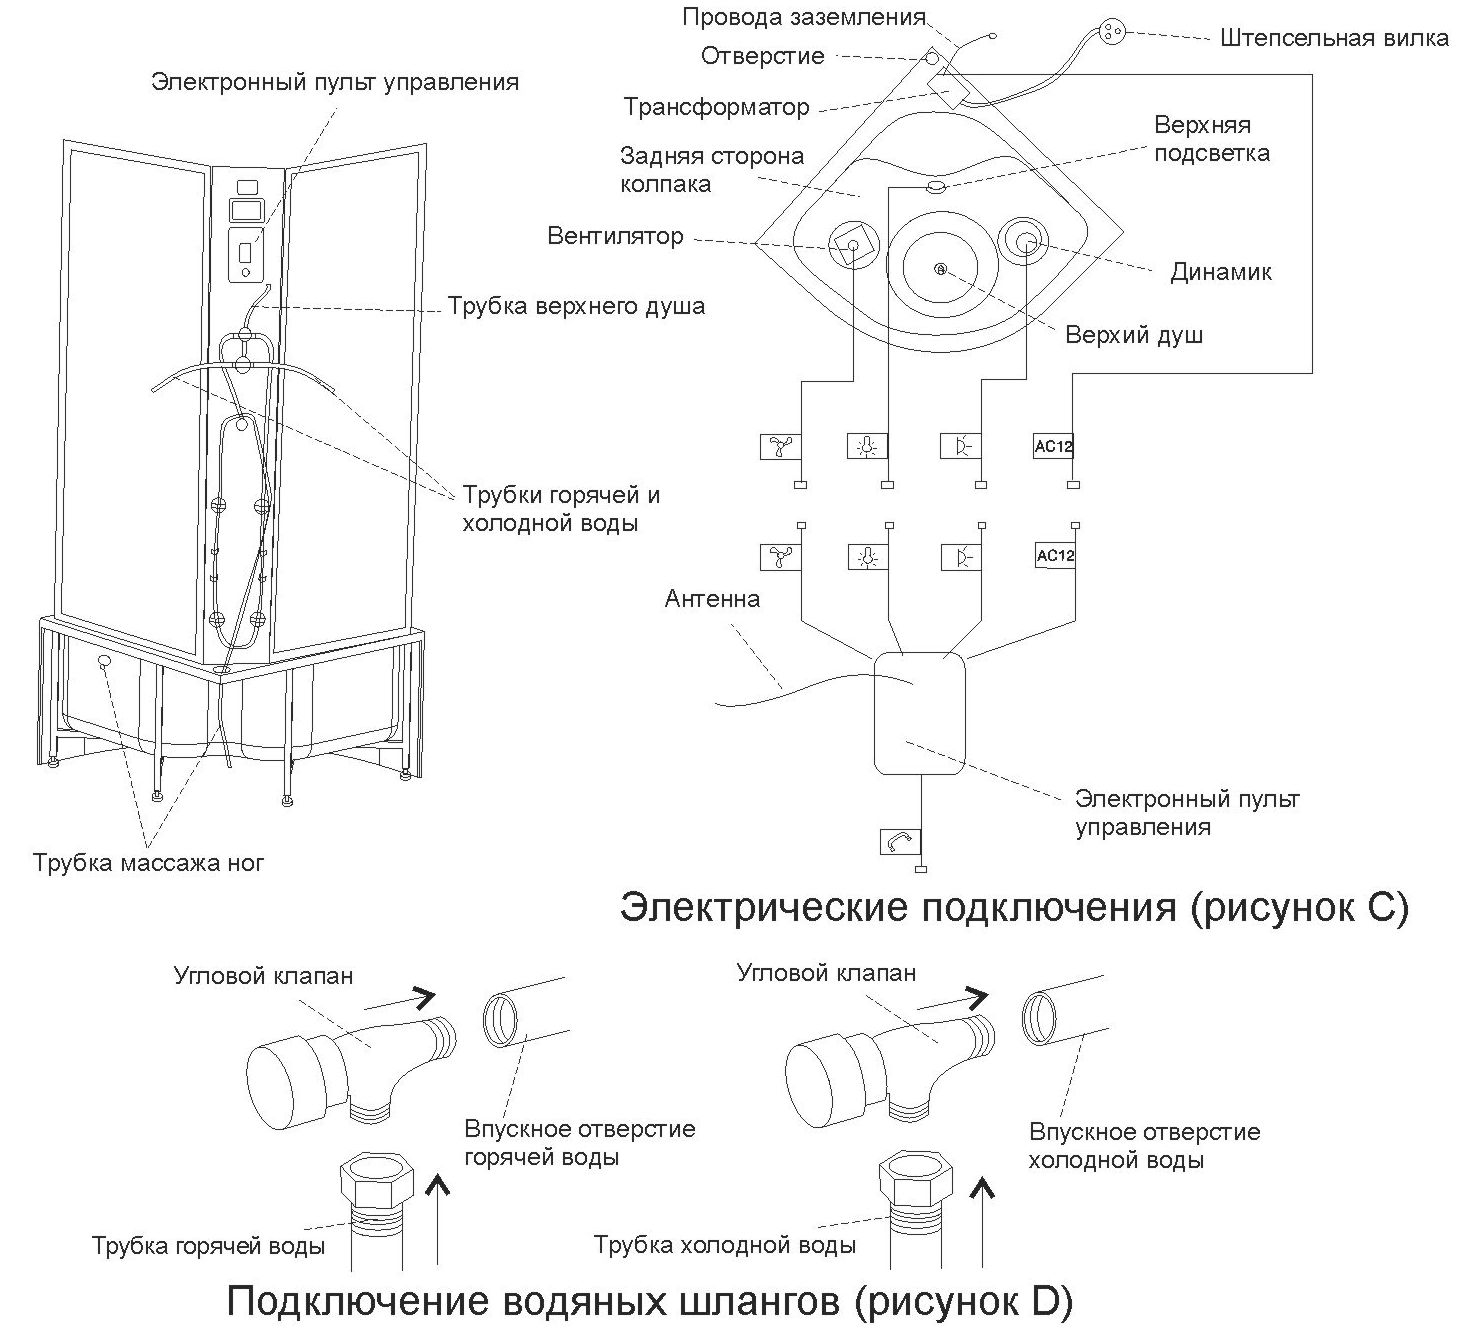 Провода заземления
Отверстие
Штепсельная вилка
Электронный пульт управления
Трансформатор
Верхняя
подсветка
Задняя сторона
колпака
Вентилятор
Динамик
Трубка верхнего душа
Верхий душ
AC12
Трубки горячей и
холодной воды
AC12
Антенна
Электронный пульт
управления
Трубка массажа ног
Электрические подключения (рисунок C)
Угловой клапан
Угловой клапан
Впускное отверстие
горячей воды
Впускное отверстие
холодной воды
Трубка горячей воды
Трубка холодной воды
Подключение водяных шлангов (рисунок D)